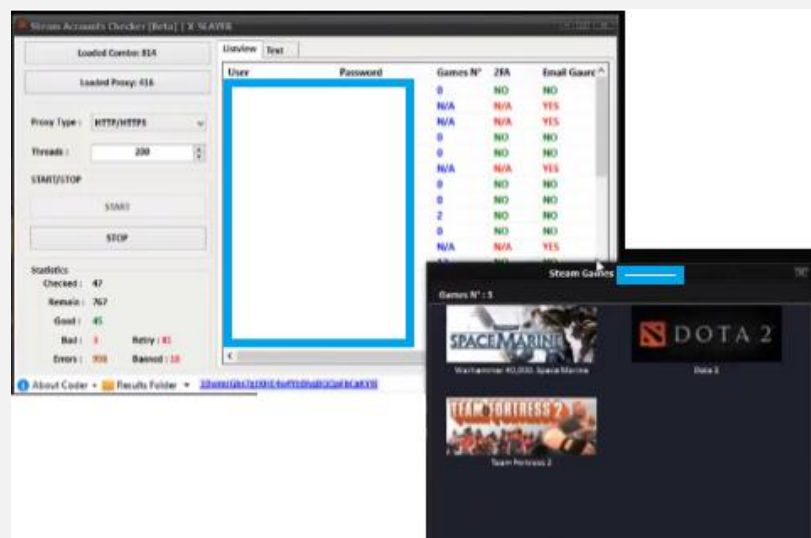 Steam Accounts Checker [Beta] | X-SLAYER
Loaded Combo: 814
Loaded Proxy: 416
Proxy Type : HTTP/HTTPS
Threads : 200
START/STOP
START
STOP
Statistics
Checked : 47
Remain : 767
Good : 45
Bad : 3 Retry : 81
Errors : 998 Banned : 18
About Coder Results Folder
Listview Text
User Password Games N° 2FA Email Gaurd
0 NO NO
N/A N/A YES
N/A N/A YES
0 NO NO
0 NO NO
N/A N/A YES
0 NO NO
0 NO NO
2 NO NO
0 NO NO
N/A N/A YES
Steam Games
Games N° : 3
SPACE MARINE
Warhammer 40,000: Space Marine
DOTA 2
Dota 2
TEAM FORTRESS 2
Team Fortress 2